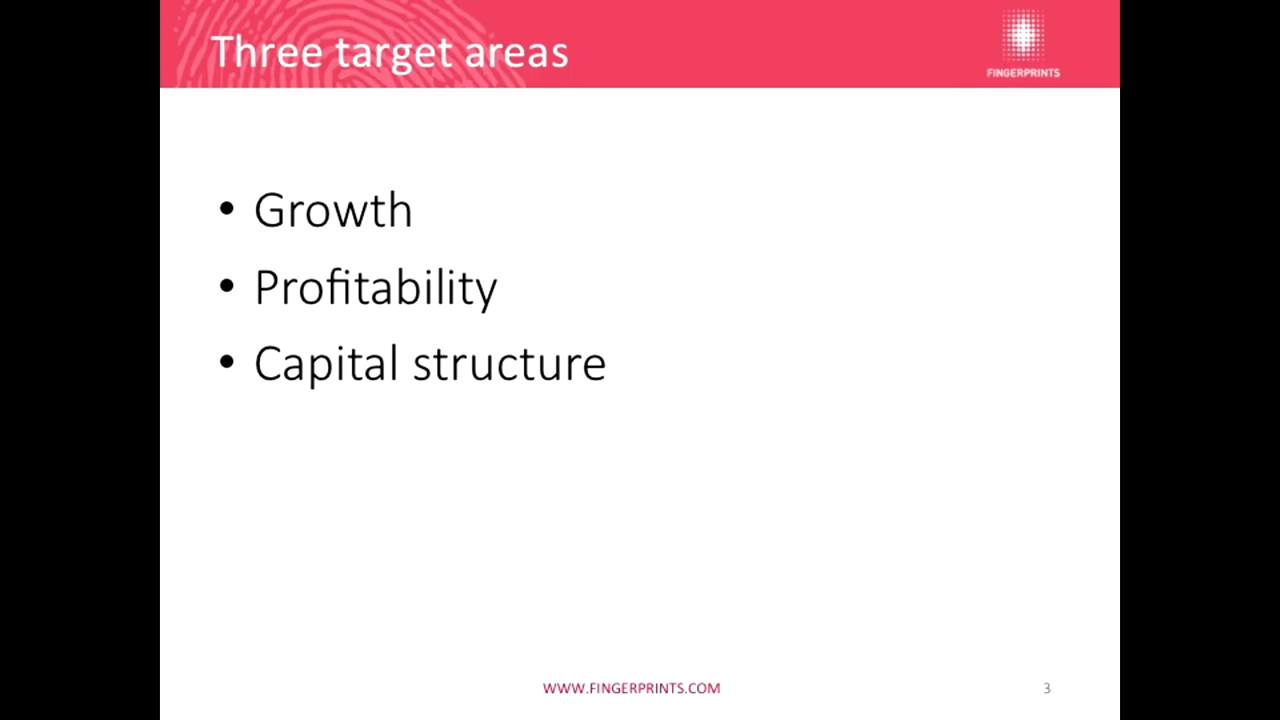 Three target areas
FINGERPRINTS
• Growth
• Profitability
• Capital structure
WWW.FINGERPRINTS.COM
3